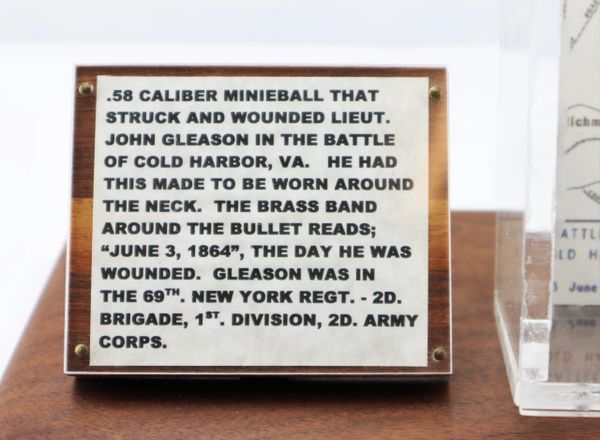 .58 CALIBER MINIEBALL THAT
STRUCK AND WOUNDED LIEUT.
JOHN GLEASON IN THE BATTLE
OF COLD HARBOR, VA.   HE HAD
THIS MADE TO BE WORN AROUND
THE NECK.  THE BRASS BAND
AROUND THE BULLET READS;
“JUNE 3, 1864”, THE DAY HE WAS
WOUNDED.  GLEASON WAS IN
THE 69TH. NEW YORK REGT. - 2D.
BRIGADE, 1ST. DIVISION, 2D. ARMY
CORPS.
June